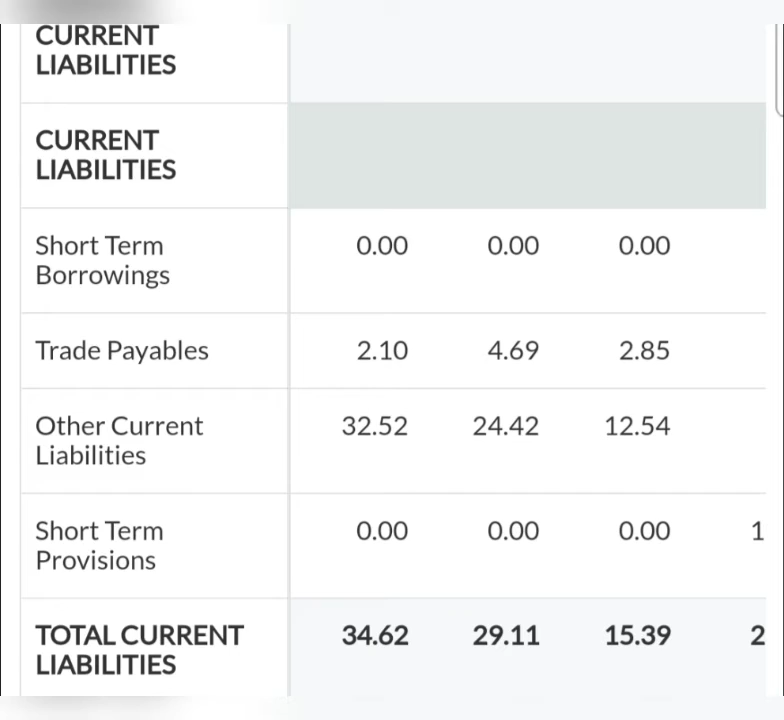 CURRENT
LIABILITIES
CURRENT
LIABILITIES
Short Term 0.00 0.00 0.00
Borrowings
Trade Payables 2.10 4.69 2.85
Other Current 32.52 24.42 12.54
Liabilities
Short Term 0.00 0.00 0.00 1
Provisions
TOTAL CURRENT 34.62 29.11 15.39 2
LIABILITIES